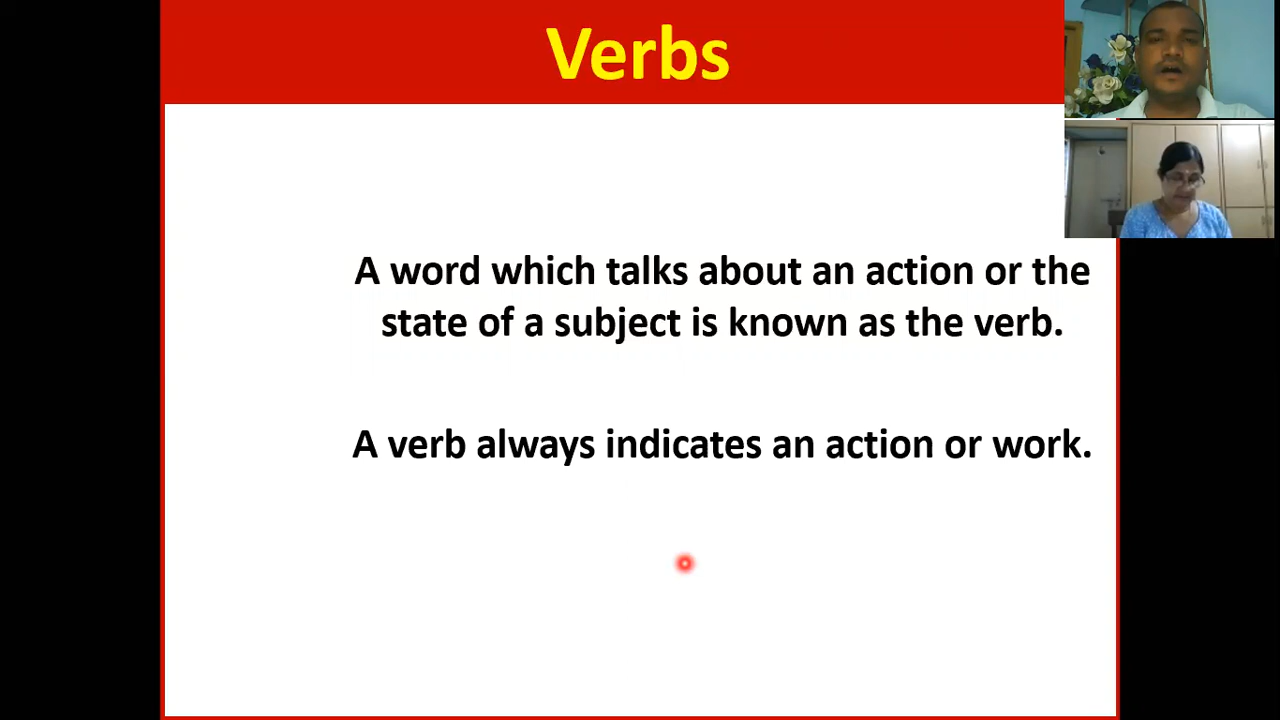 Verbs
A word which talks about an action or the
state of a subject is known as the verb.
A verb always indicates an action or work.